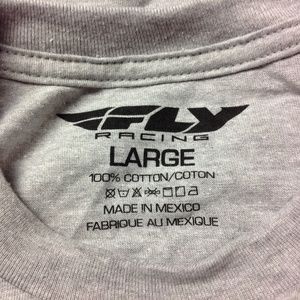 FLY
RACING
LARGE
100% COTTON/COTON
MADE IN MEXICO
FABRIQUE AU MEXIQUE